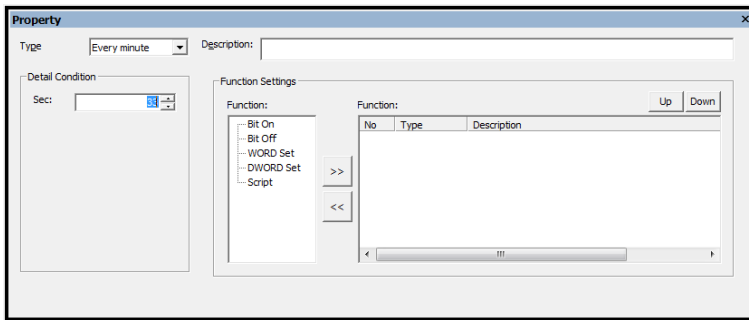 Property
Type
Every minute
Description:
Detail Condition
Sec:
Function Settings
Function:
Bit On
Bit Off
WORD Set
DWORD Set
Script
>>
<<
Function:
Up
Down
No Type Description